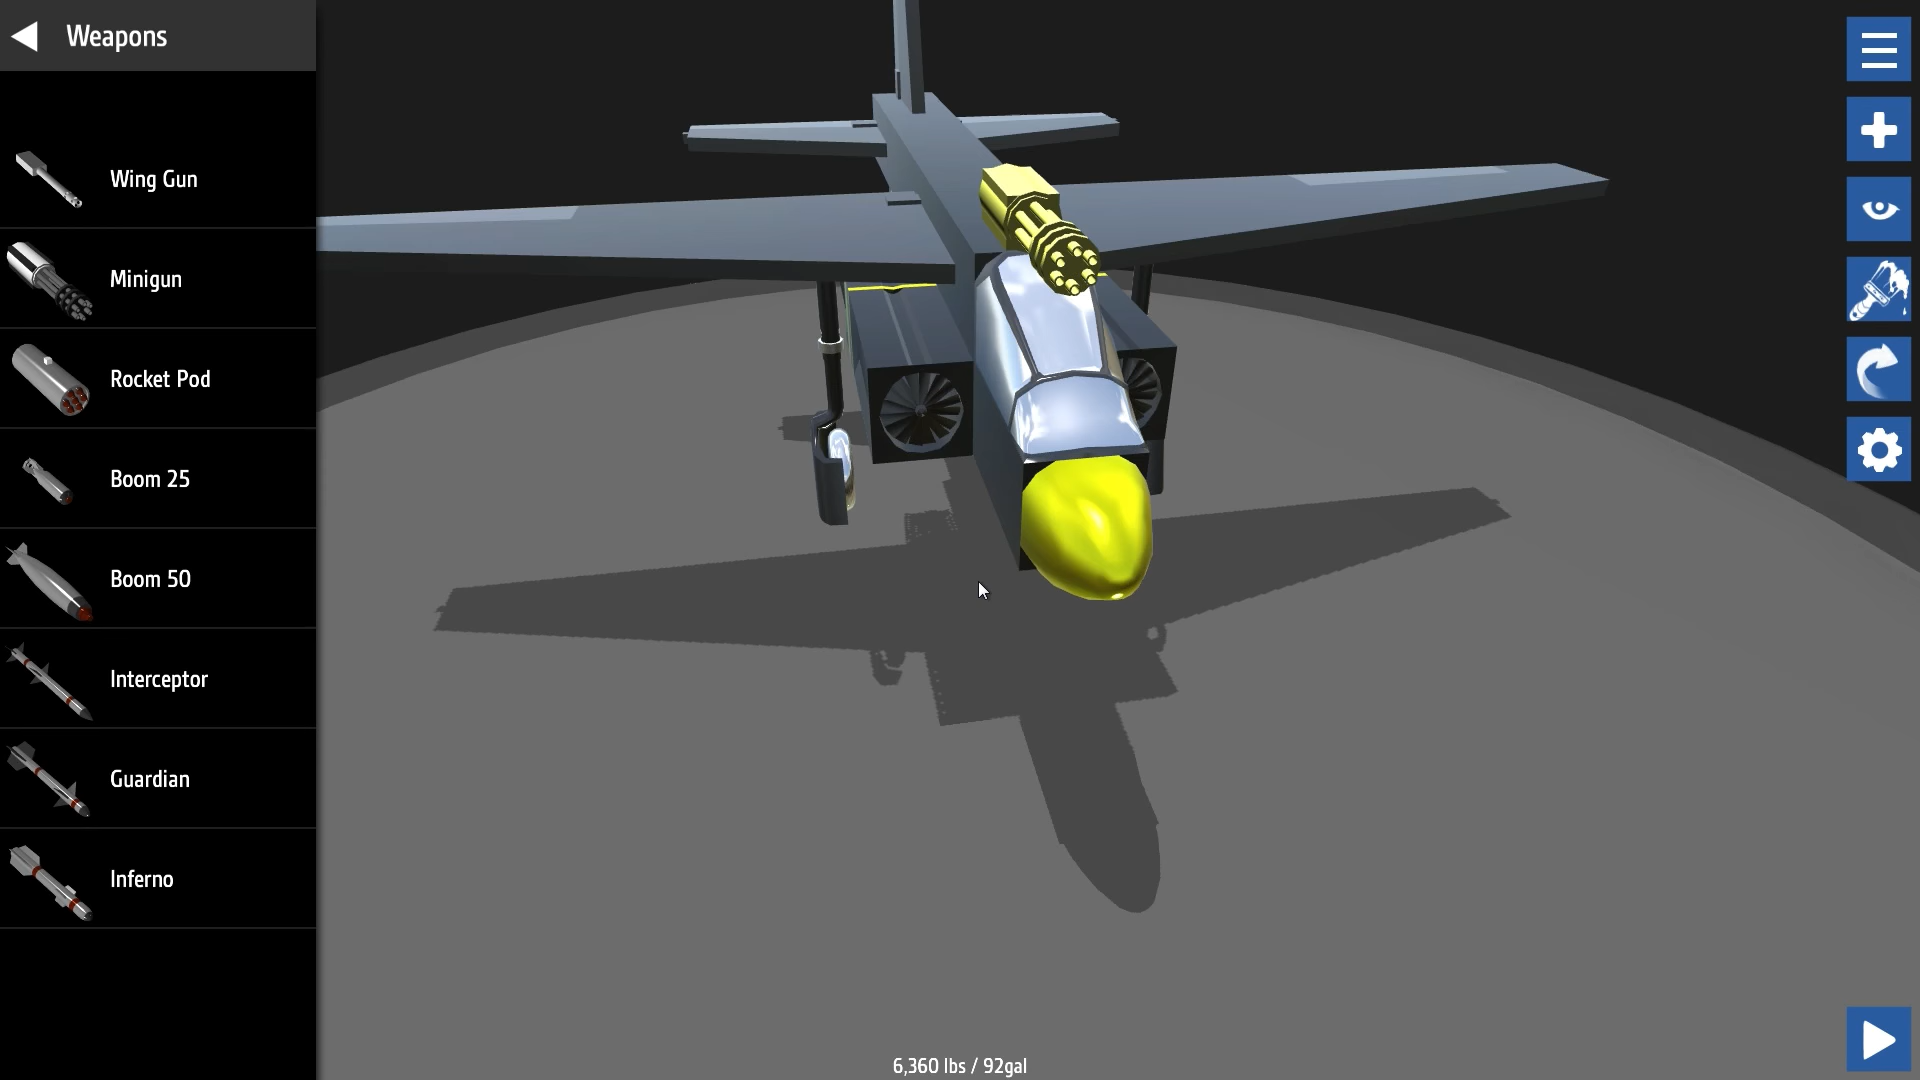 Weapons
Wing Gun
Minigun
Rocket Pod
Boom 25
Boom 50
Interceptor
Guardian
Inferno
6,360 lbs / 92gal